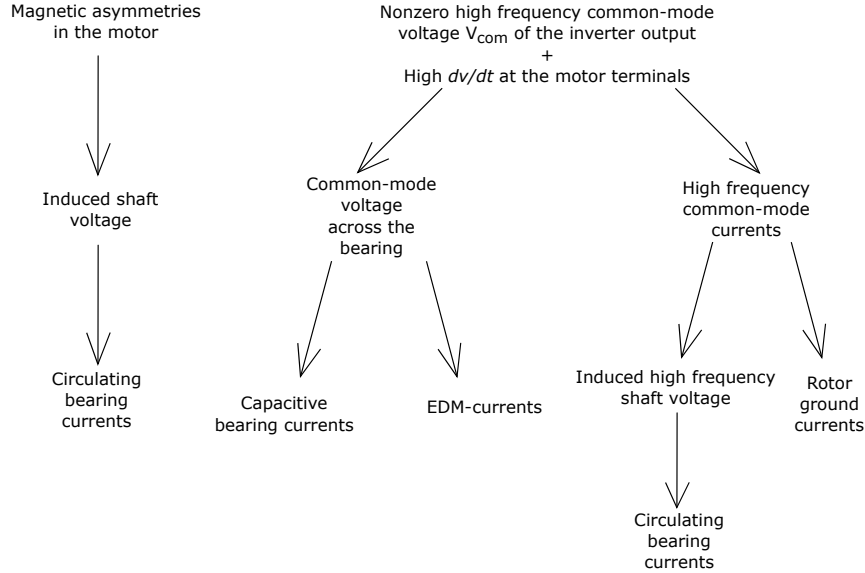 Magnetic asymmetries
in the motor
Nonzero high frequency common-mode
voltage Vcom of the inverter output
+
High dv/dt at the motor terminals
Induced shaft
voltage
Common-mode
voltage
across the
bearing
High frequency
common-mode
currents
Circulating
bearing
currents
Capacitive
bearing currents
EDM-currents
Induced high frequency
shaft voltage
Rotor
ground
currents
Circulating
bearing
currents